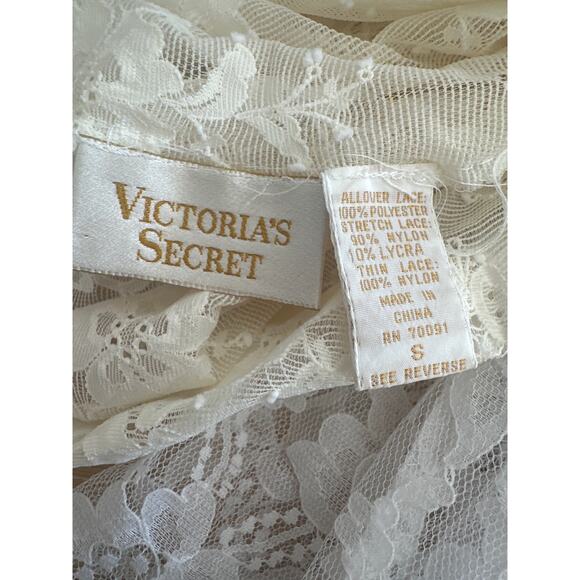 VICTORIA'S
SECRET
ALLOVER LACE:
100% POLYESTER
STRETCH LACE:
90% NYLON
10% LYCRA
THIN LACE:
100% NYLON
MADE IN
CHINA
RN 70091
S
SEE REVERSE